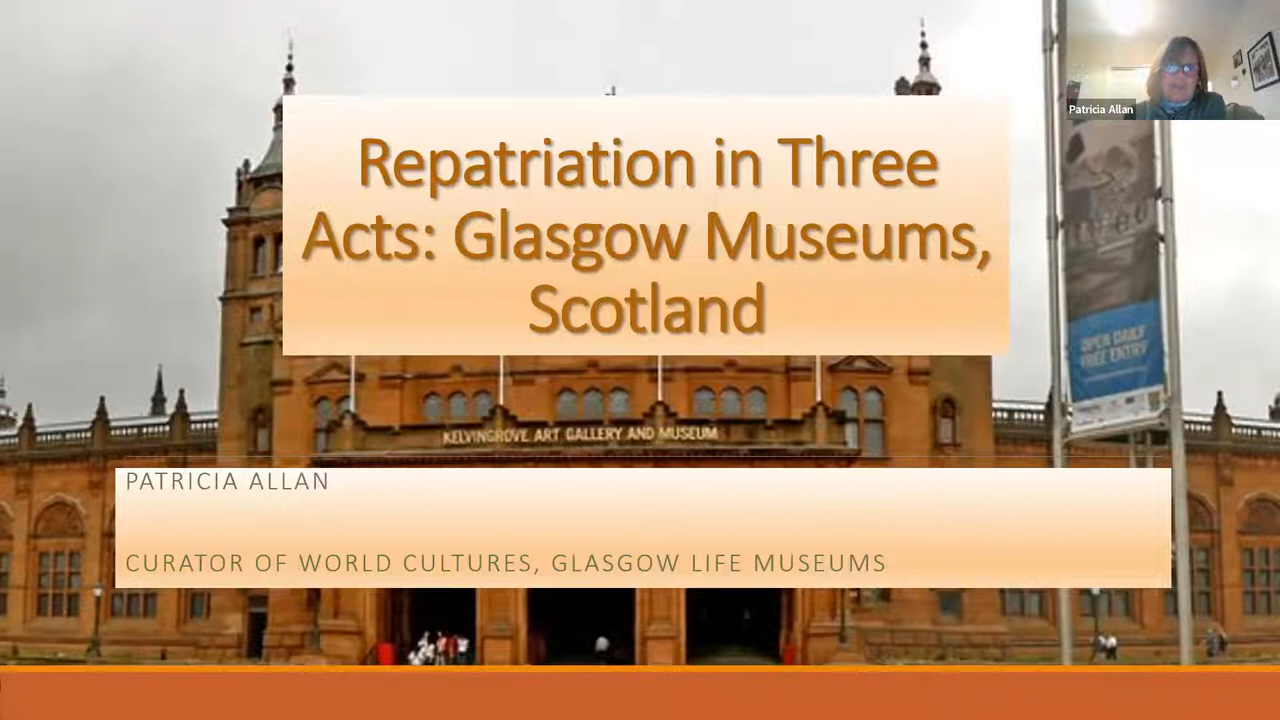 Patricia Allan
Repatriation in Three
Acts: Glasgow Museums,
Scotland
OPEN DAILY
FREE ENTRY
KELVINGROVE ART GALLERY AND MUSEUM
PATRICIA ALLAN
CURATOR OF WORLD CULTURES, GLASGOW LIFE MUSEUMS